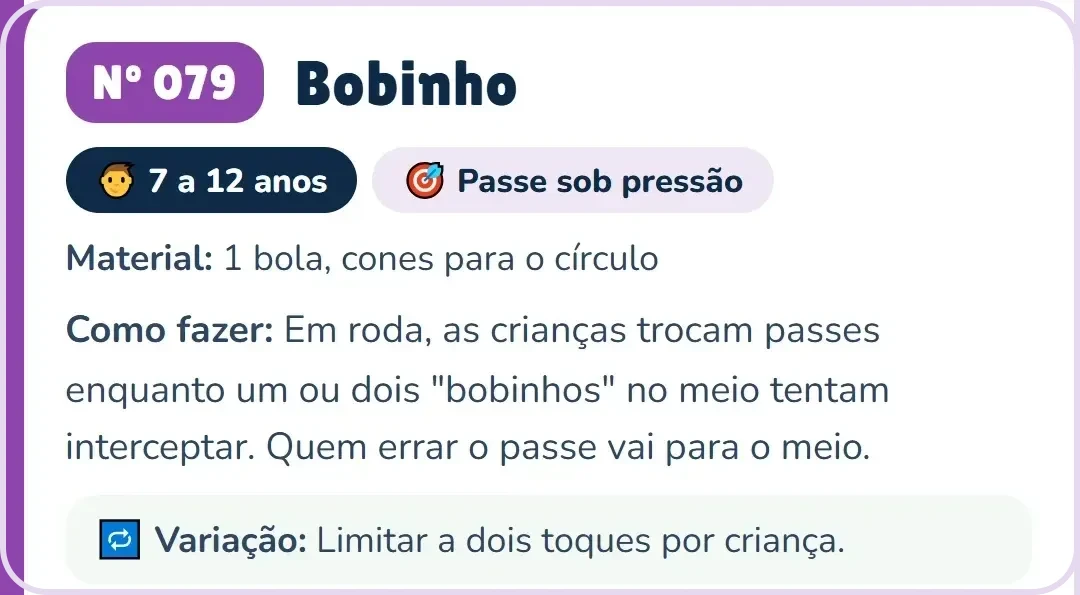 Nº 079 Bobinho
7 a 12 anos Passe sob pressão
Material: 1 bola, cones para o círculo
Como fazer: Em roda, as crianças trocam passes
enquanto um ou dois "bobinhos" no meio tentam
interceptar. Quem errar o passe vai para o meio.
Variação: Limitar a dois toques por criança.